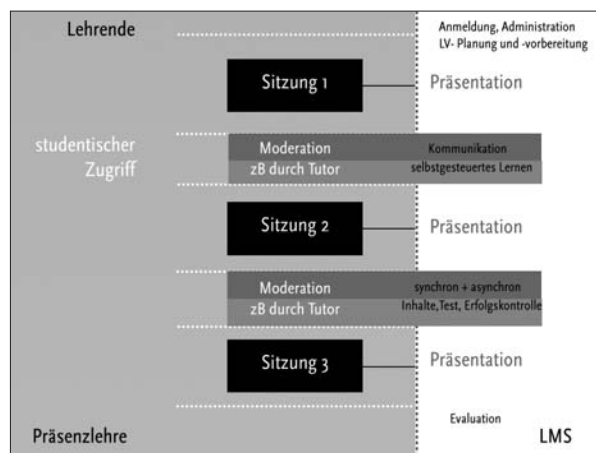 Lehrende
Anmeldung, Administration
LV- Planung und -vorbereitung
Sitzung 1
Präsentation
studentischer
Zugriff
Moderation
zB durch Tutor
Kommunikation
selbstgesteuertes Lernen
Sitzung 2
Präsentation
Moderation
zB durch Tutor
synchron + asynchron
Inhalte,Test, Erfolgskontrolle
Sitzung 3
Präsentation
Evaluation
Präsenzlehre
LMS